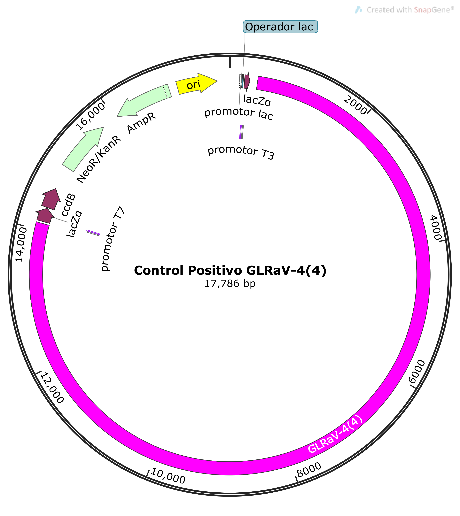 Created with SnapGene®
Operador lac
ori
lacZα
promotor lac
promotor T3
AmpR
NeoR/KanR
ccdB
lacZα
promotor T7
2000
4000
6000
8000
10,000
12,000
14,000
16,000
Control Positivo GLRaV-4(4)
17,786 bp
GLRaV-4(4)